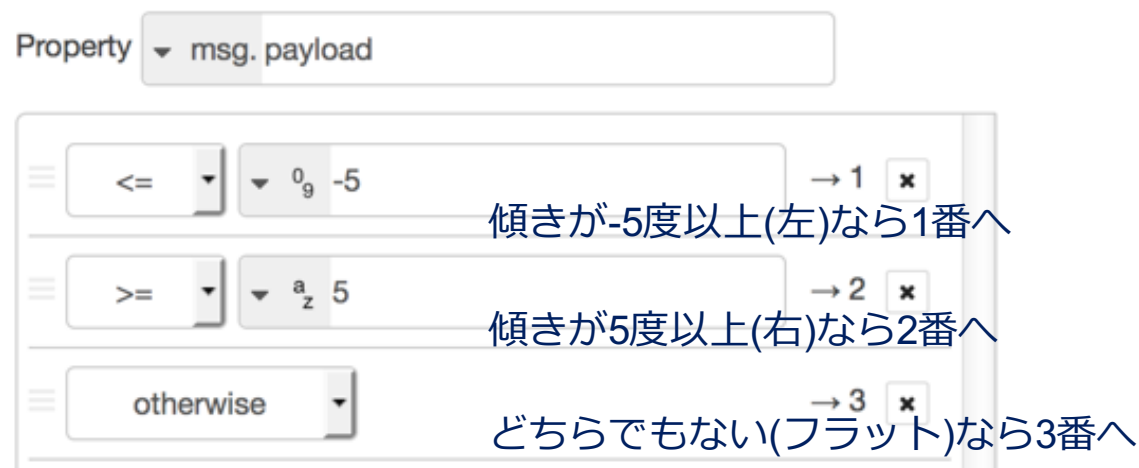 Property msg. payload
<= 09 -5 → 1 ×
傾きが-5度以上(左)なら1番へ
>= az 5 → 2 ×
傾きが5度以上(右)なら2番へ
otherwise → 3 ×
どちらでもない(フラット)なら3番へ